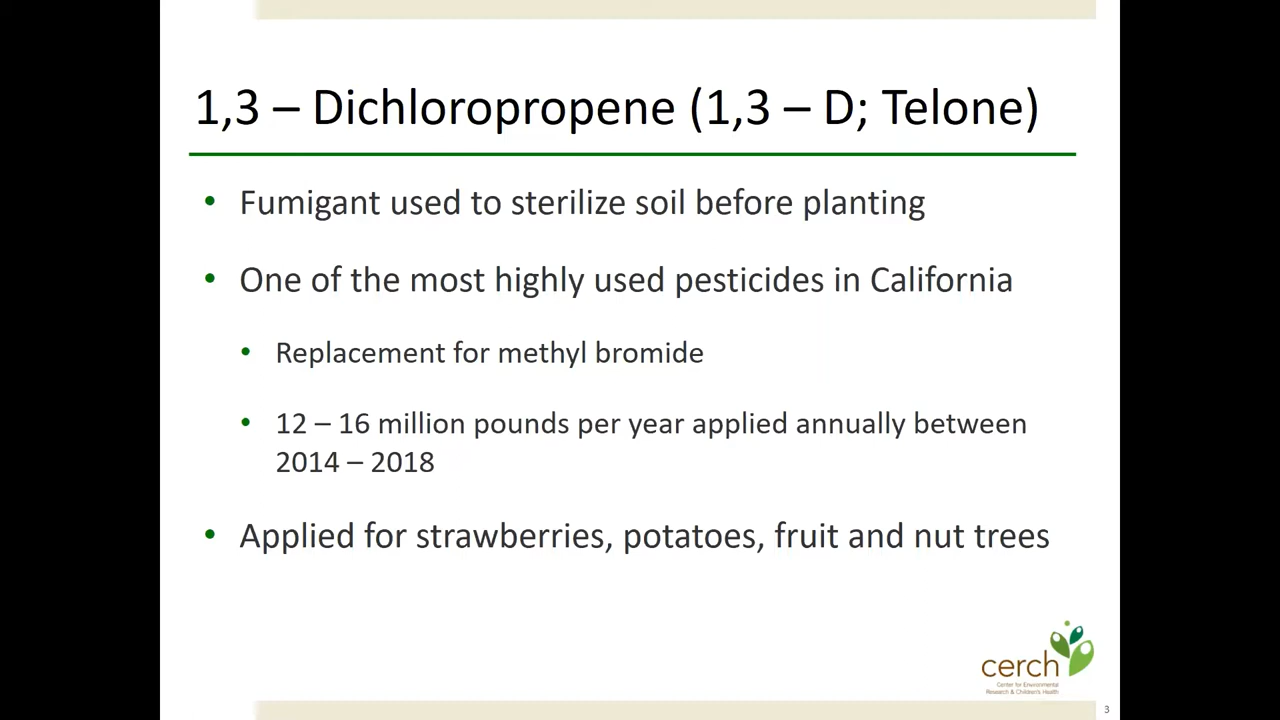 1,3 – Dichloropropene (1,3 – D; Telone)
• Fumigant used to sterilize soil before planting
• One of the most highly used pesticides in California
• Replacement for methyl bromide
• 12 – 16 million pounds per year applied annually between
2014 – 2018
• Applied for strawberries, potatoes, fruit and nut trees
cerch
Center for Environmental
Research & Children's Health
3